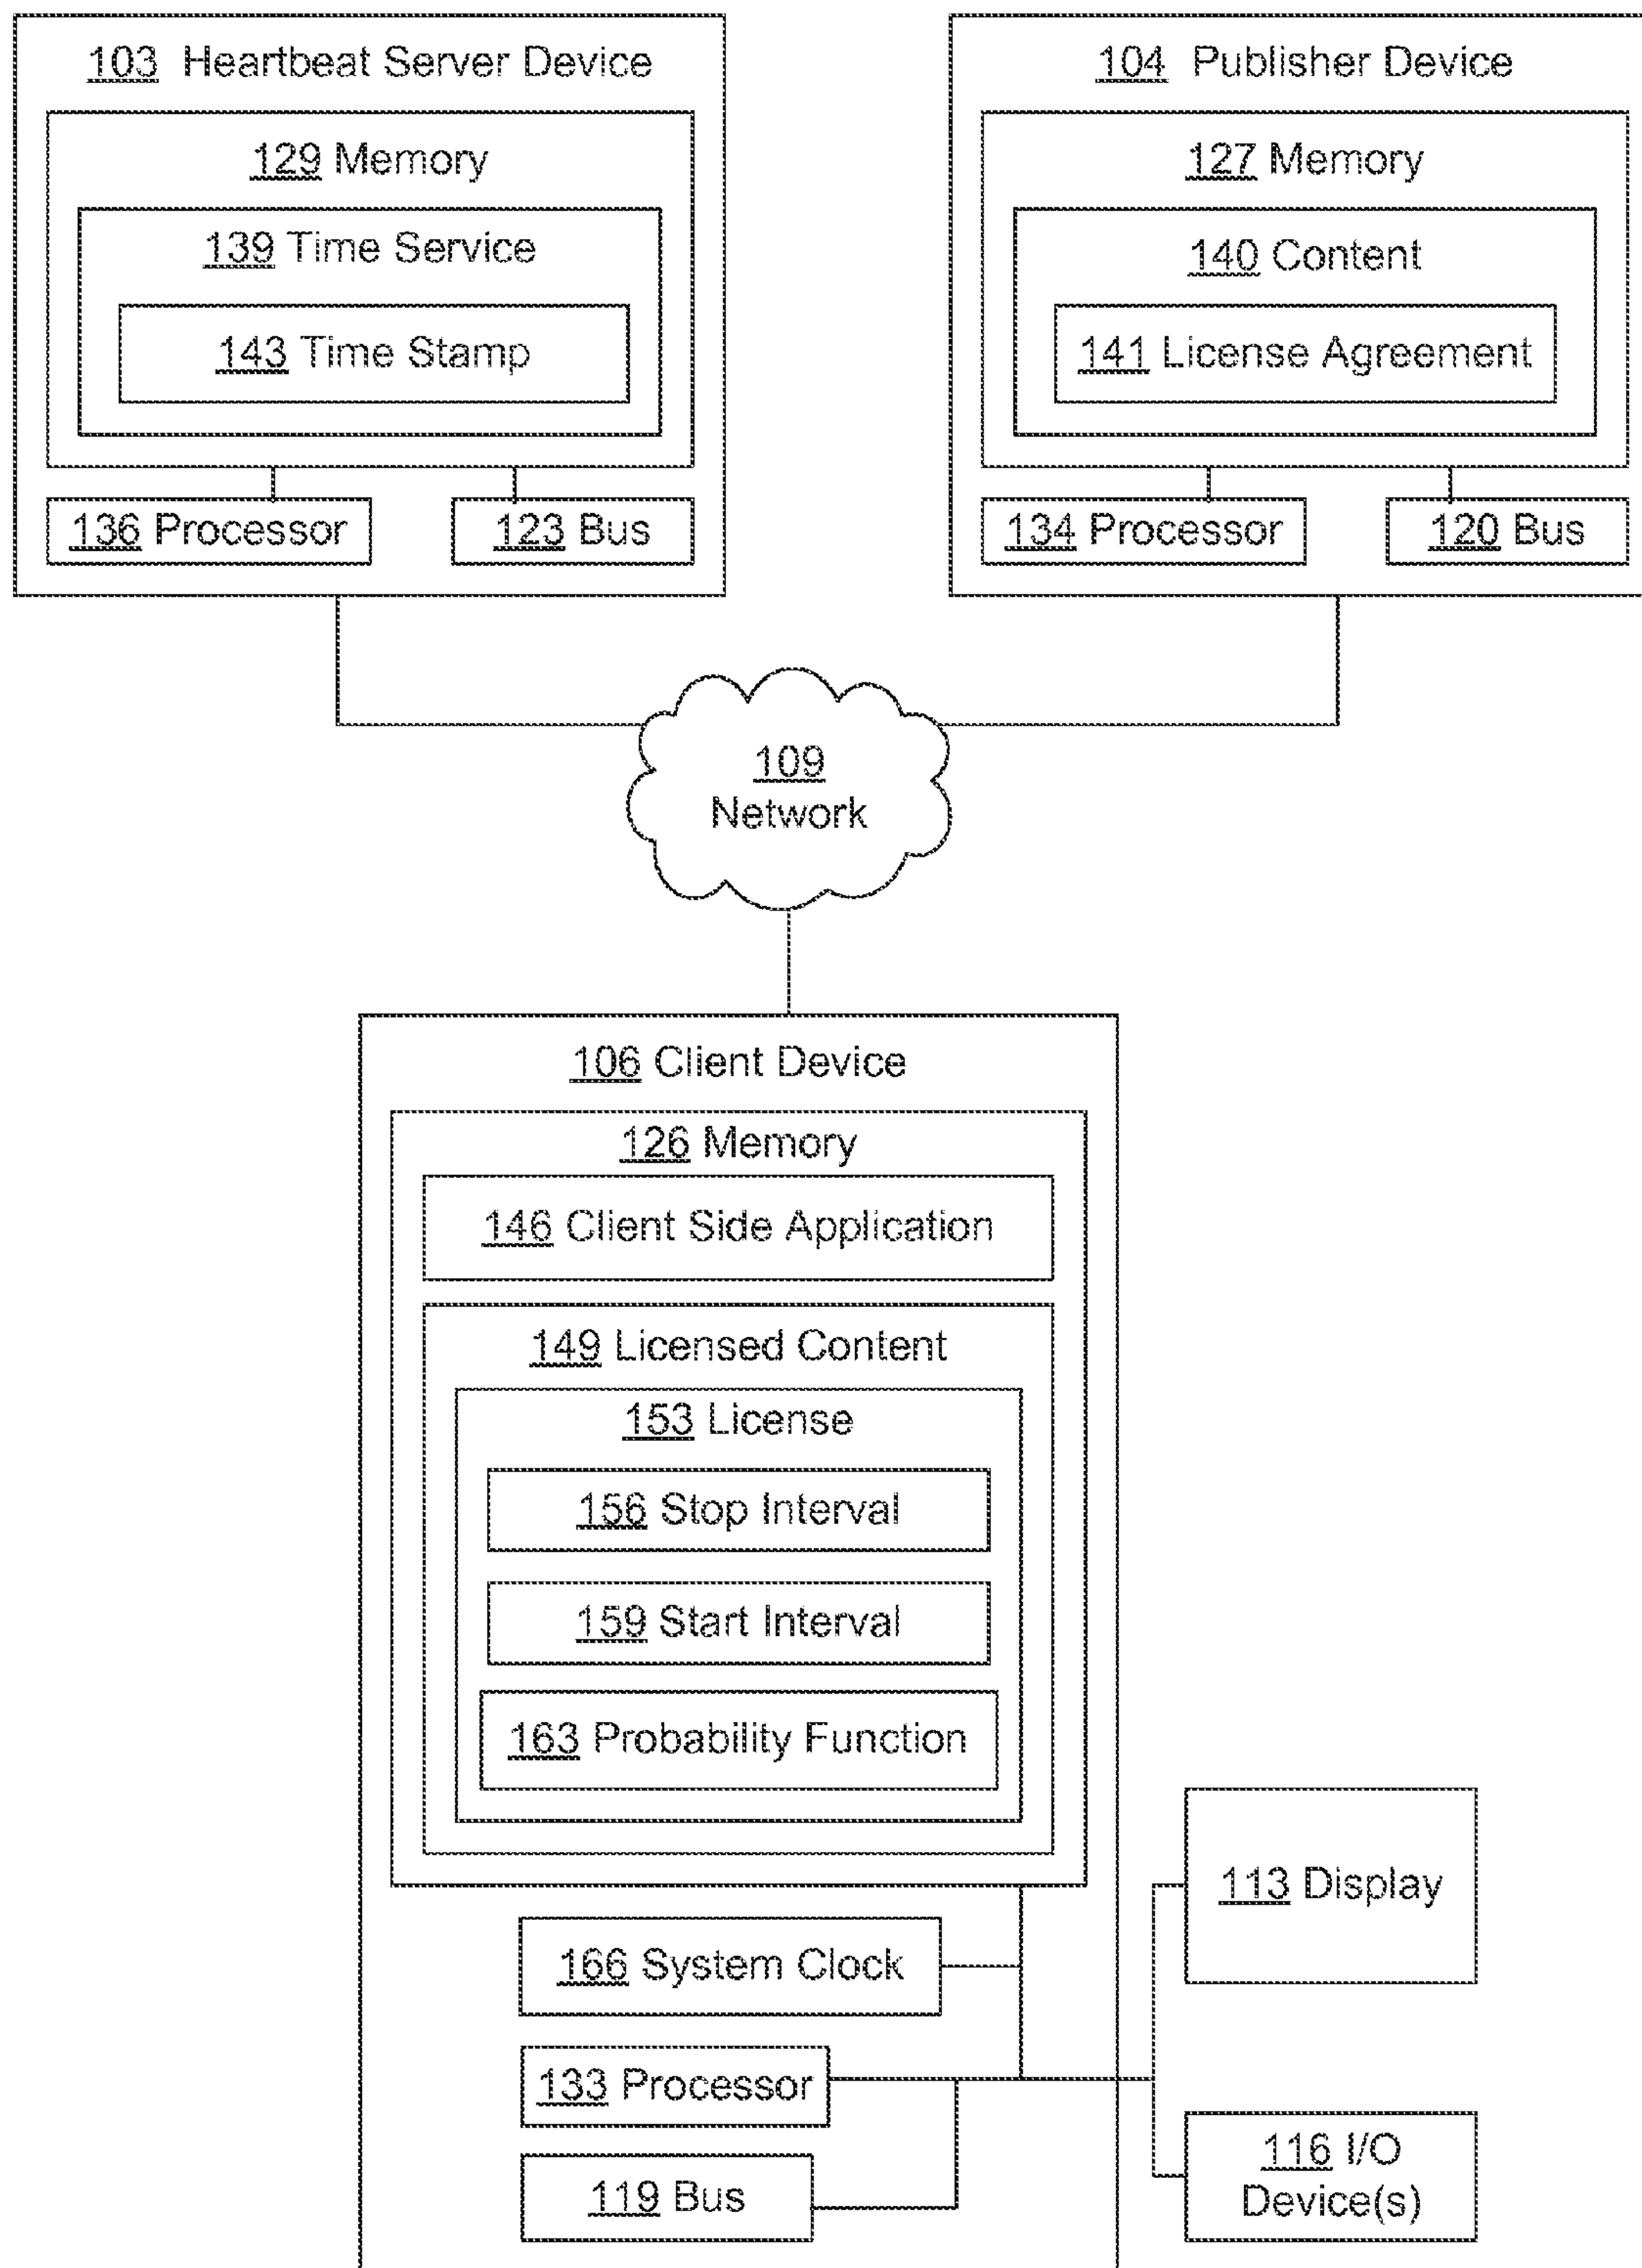 103 Heartbeat Server Device
129 Memory
139 Time Service
143 Time Stamp
136 Processor
123 Bus
104 Publisher Device
127 Memory
140 Content
141 License Agreement
134 Processor
120 Bus
109
Network
106 Client Device
126 Memory
146 Client Side Application
149 Licensed Content
153 License
156 Stop Interval
159 Start Interval
163 Probability Function
166 System Clock
133 Processor
119 Bus
113 Display
116 I/O
Device(s)